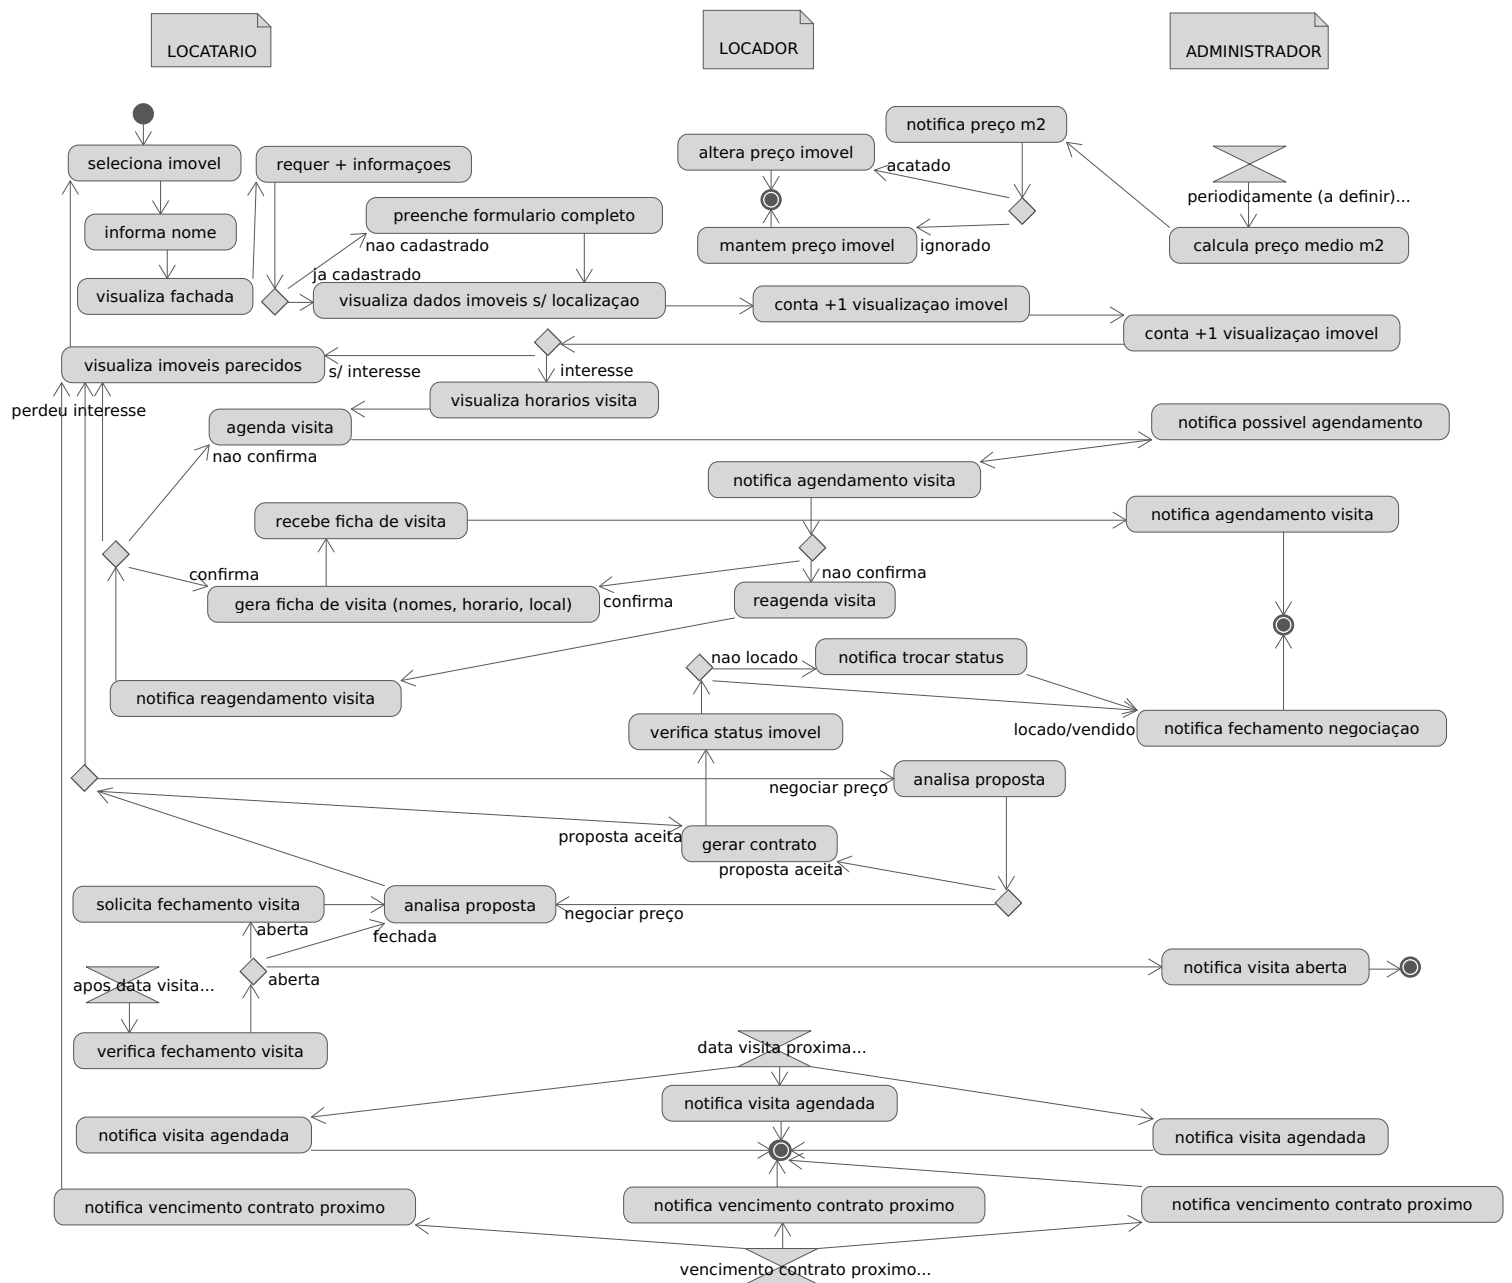 LOCATARIO
LOCADOR
ADMINISTRADOR
notifica preço m2
seleciona imovel
requer + informaçoes
altera preço imovel
acatado
periodicamente (a definir)...
preenche formulario completo
informa nome
nao cadastrado
mantem preço imovel
ignorado
calcula preço medio m2
ja cadastrado
visualiza fachada
visualiza dados imoveis s/ localizaçao
conta +1 visualizaçao imovel
conta +1 visualizaçao imovel
visualiza imoveis parecidos
s/ interesse
interesse
visualiza horarios visita
perdeu interesse
agenda visita
notifica possivel agendamento
nao confirma
notifica agendamento visita
recebe ficha de visita
notifica agendamento visita
confirma
nao confirma
gera ficha de visita (nomes, horario, local)
confirma
reagenda visita
nao locado
notifica trocar status
notifica reagendamento visita
verifica status imovel
locado/vendido
notifica fechamento negociaçao
analisa proposta
negociar preço
proposta aceita
gerar contrato
proposta aceita
solicita fechamento visita
analisa proposta
negociar preço
aberta
fechada
notifica visita aberta
aberta
apos data visita...
verifica fechamento visita
data visita proxima...
notifica visita agendada
notifica visita agendada
notifica visita agendada
notifica vencimento contrato proximo
notifica vencimento contrato proximo
notifica vencimento contrato proximo
vencimento contrato proximo...